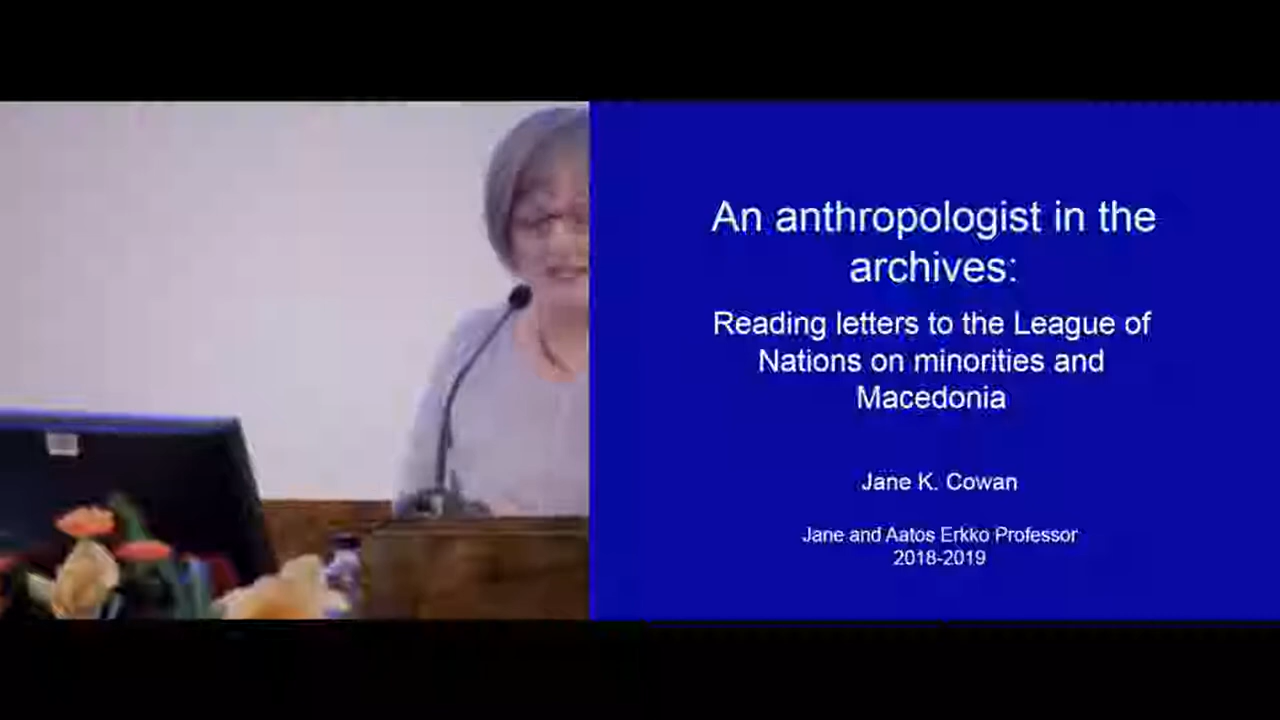 An anthropologist in the
archives:
Reading letters to the League of
Nations on minorities and
Macedonia
Jane K. Cowan
Jane and Aatos Erkko Professor
2018-2019